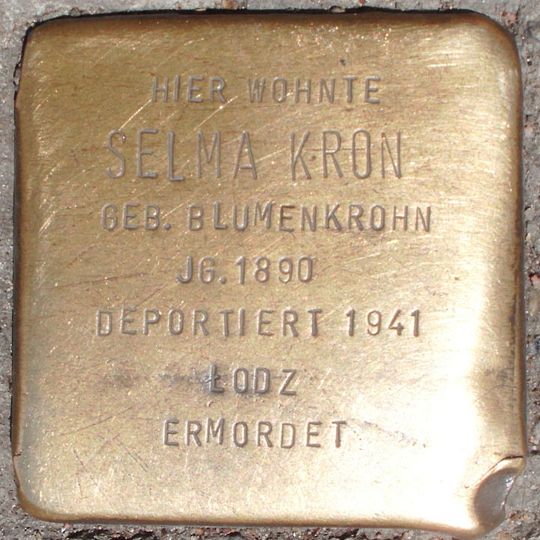 HIER WOHNTE
SELMA KRON
GEB. BLUMENKROHN
JG. 1890
DEPORTIERT 1941
ŁODZ
ERMORDET